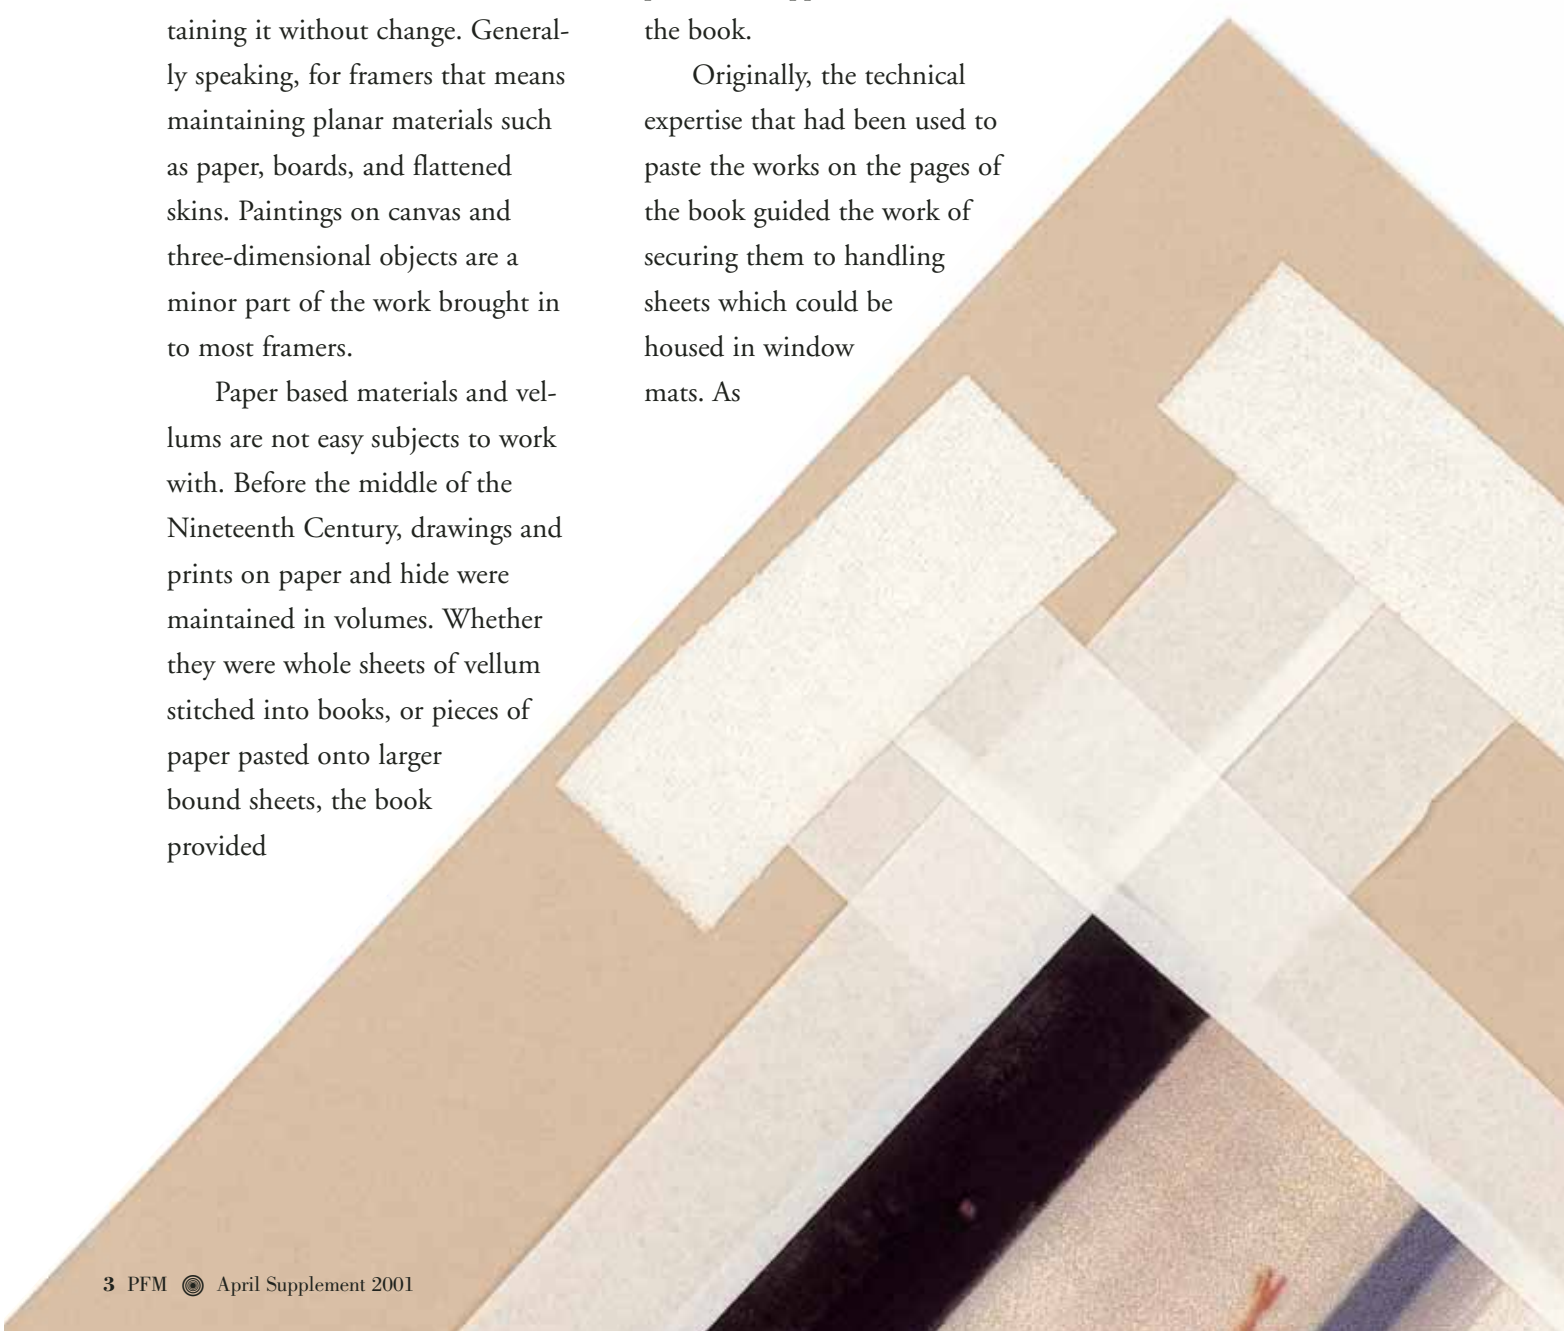 taining it without change. General-
ly speaking, for framers that means
maintaining planar materials such
as paper, boards, and flattened
skins. Paintings on canvas and
three-dimensional objects are a
minor part of the work brought in
to most framers.
Paper based materials and vel-
lums are not easy subjects to work
with. Before the middle of the
Nineteenth Century, drawings and
prints on paper and hide were
maintained in volumes. Whether
they were whole sheets of vellum
stitched into books, or pieces of
paper pasted onto larger
bound sheets, the book
provided
the book.
Originally, the technical
expertise that had been used to
paste the works on the pages of
the book guided the work of
securing them to handling
sheets which could be
housed in window
mats. As
3 PFM April Supplement 2001